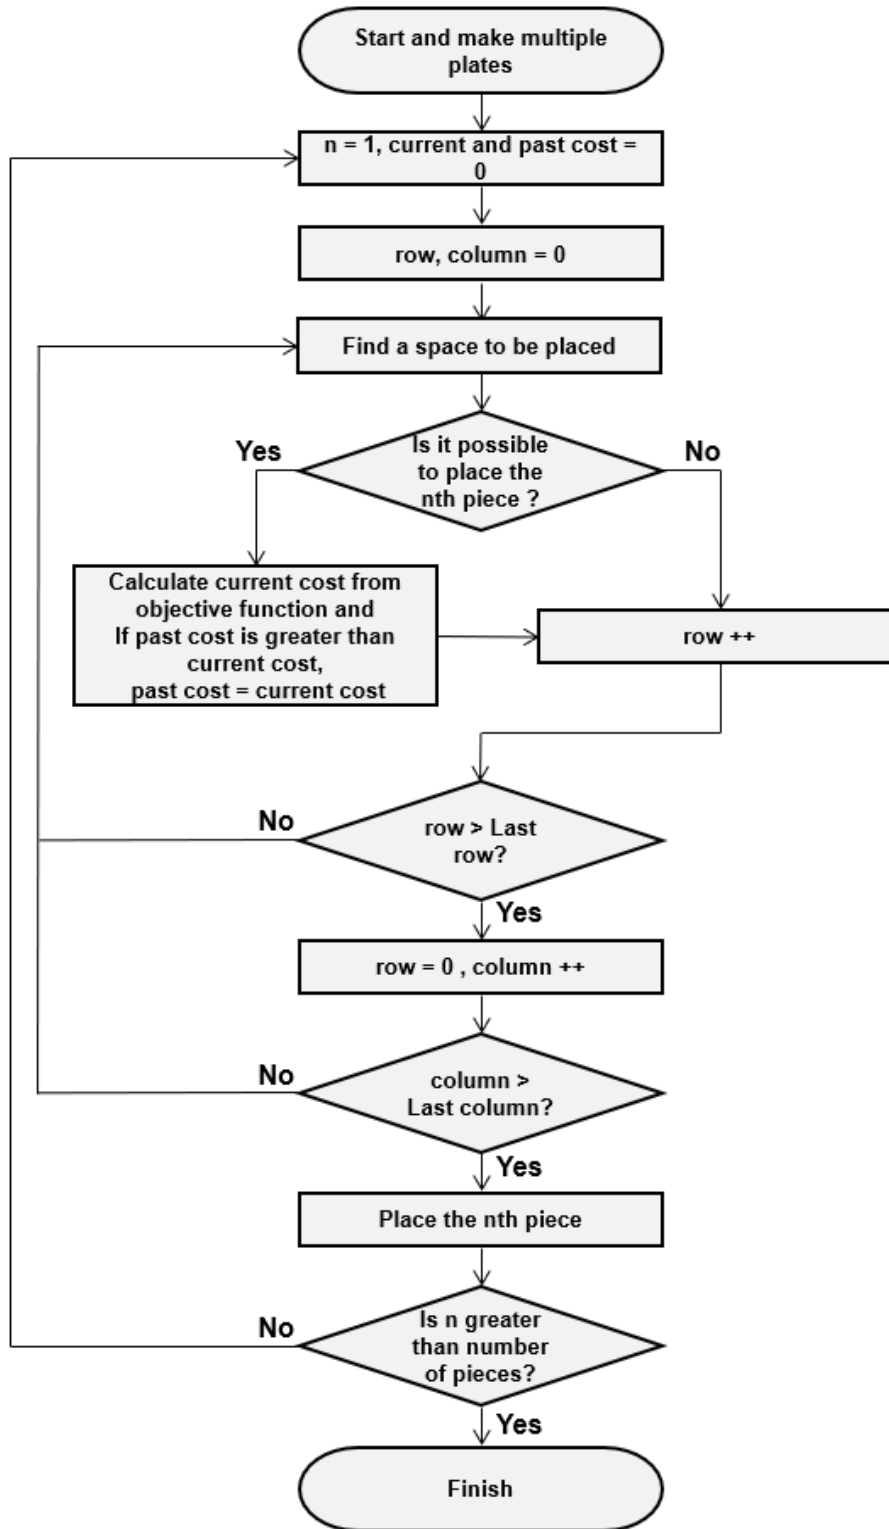 Start and make multiple
plates
n = 1, current and past cost =
0
row, column = 0
Find a space to be placed
Yes
Is it possible
to place the
nth piece ?
No
Calculate current cost from
objective function and
If past cost is greater than
current cost,
past cost = current cost
row ++
No
row > Last
row?
Yes
row = 0 , column ++
No
column >
Last column?
Yes
Place the nth piece
No
Is n greater
than number
of pieces?
Yes
Finish